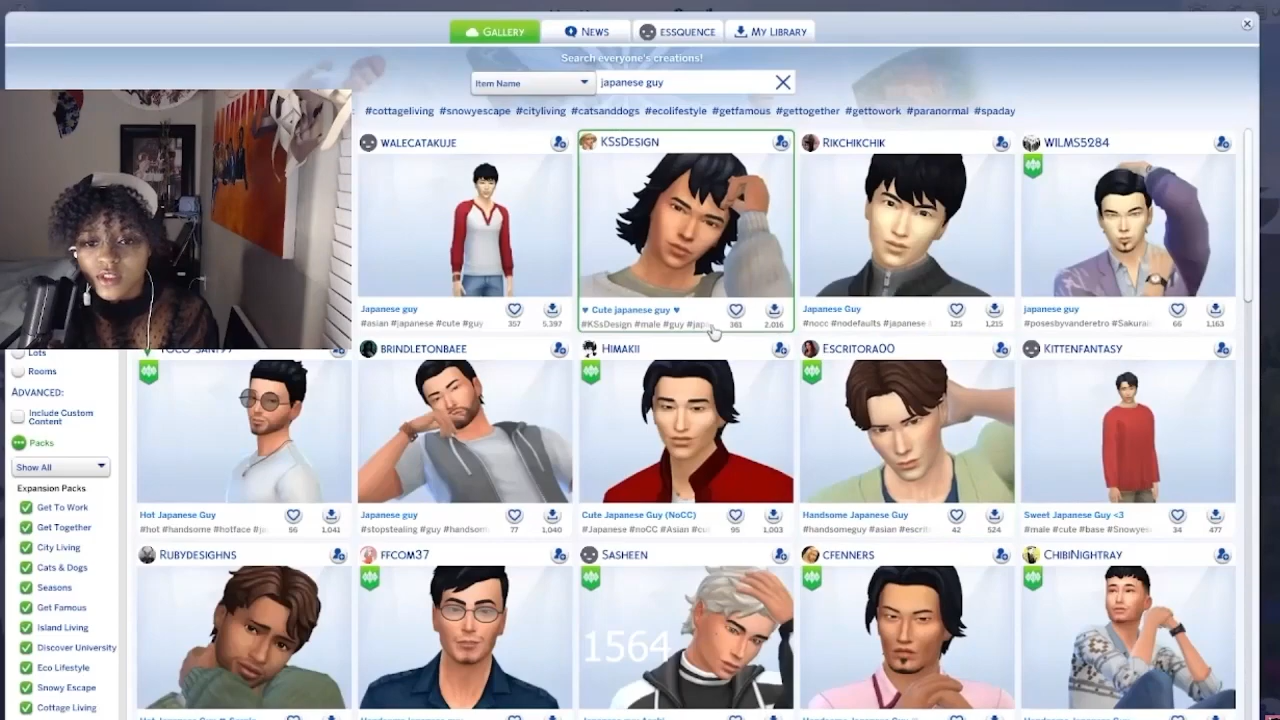 GALLERY
NEWS
ESSQUENCE
MY LIBRARY
Search everyone's creations!
Item Name
japanese guy
#cottageliving #snowyescape #cityliving #catsanddogs #ecolifestyle #getfamous #gettogether #gettowork #paranormal #spaday
WALECATAKUJE
KSSDESIGN
RIKCHIKCHIK
WILMS5284
Japanese guy
♥ Cute japanese guy ♥
Japanese Guy
japanese guy
#asian #japanese #cute #guy
357
5,397
#KSsDesign #male #guy #jap
361
2,016
#nocc #nodefaults #japanese
125
1,215
#posesbyvanderetro #Sakurai
66
1,163
BRINDLETONBAEE
HIMAKII
ESCRITORA00
KITTENFANTASY
Lots
Rooms
ADVANCED:
Include Custom
Content
Packs
Show All
Expansion Packs
Get To Work
Get Together
City Living
Cats & Dogs
Seasons
Get Famous
Island Living
Discover University
Eco Lifestyle
Snowy Escape
Cottage Living
Hot Japanese Guy
Japanese guy
Cute Japanese Guy (NoCC)
Handsome Japanese Guy
Sweet Japanese Guy <3
#hot #handsome #hotface #ja
56
1,041
#stopstealing #guy #handsom
77
1,040
#Japanese #noCC #Asian #cu
95
1,003
#handsomeguy #asian #escrit
42
524
#male #cute #base #Snowyes
34
477
RUBYDESIGHNS
FFCOM37
SASHEEN
CFENNERS
CHIBINIGHTRAY
1564